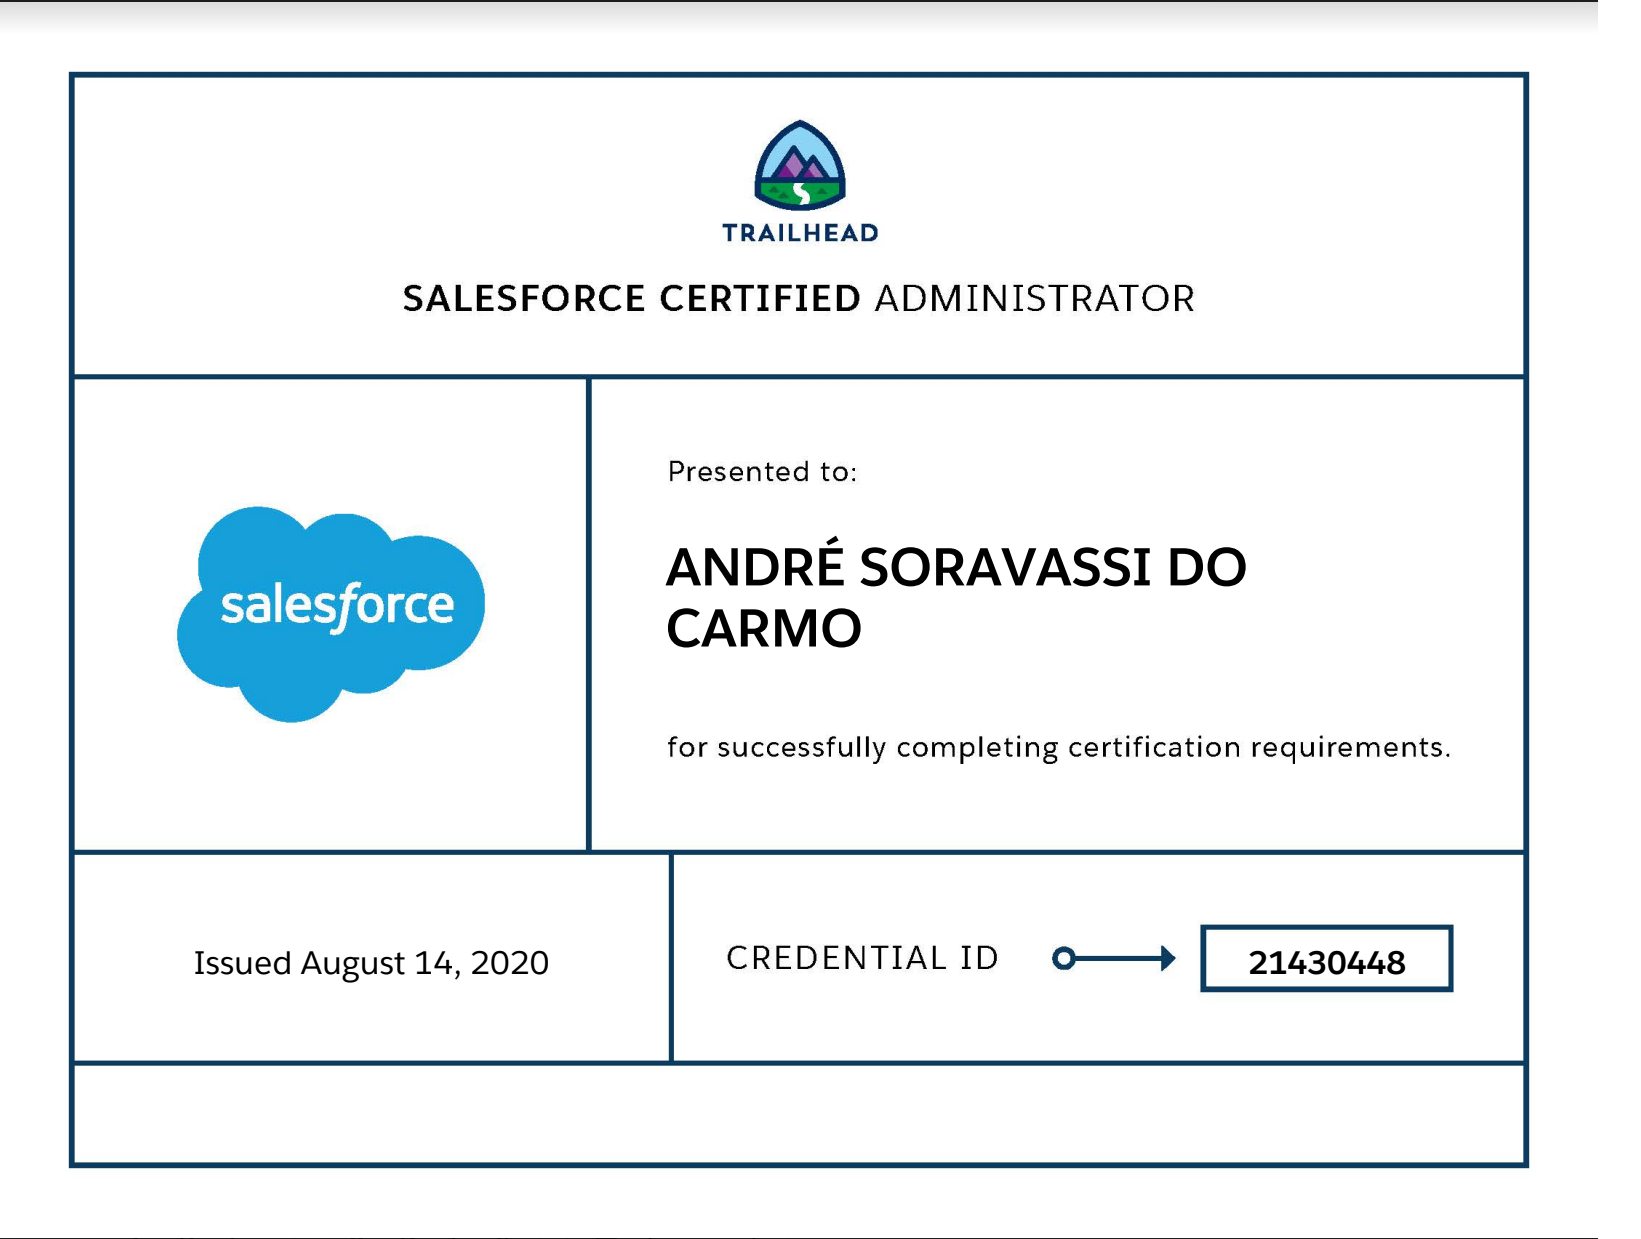 TRAILHEAD
SALESFORCE CERTIFIED ADMINISTRATOR
salesforce
Presented to:
ANDRÉ SORAVASSI DO
CARMO
for successfully completing certification requirements.
Issued August 14, 2020
CREDENTIAL ID
21430448